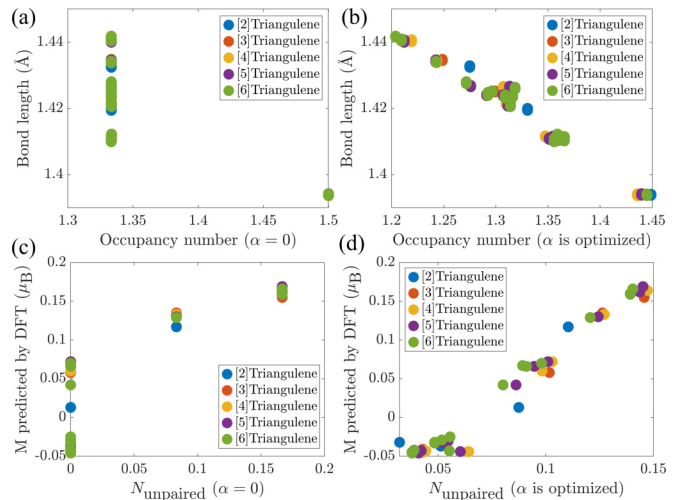 (a)
Bond length (Å)
1.44
1.42
1.4
1.3
1.35
1.4
1.45
1.5
Occupancy number (α = 0)
[2]Triangulene
[3]Triangulene
[4]Triangulene
[5]Triangulene
[6]Triangulene
(b)
Bond length (Å)
1.44
1.42
1.4
1.2
1.25
1.3
1.35
1.4
1.45
Occupancy number (α is optimized)
[2]Triangulene
[3]Triangulene
[4]Triangulene
[5]Triangulene
[6]Triangulene
(c)
M predicted by DFT (μB)
0.2
0.15
0.1
0.05
0
-0.05
0
0.05
0.1
0.15
0.2
Nunpaired (α = 0)
[2]Triangulene
[3]Triangulene
[4]Triangulene
[5]Triangulene
[6]Triangulene
(d)
M predicted by DFT (μB)
0.2
0.15
0.1
0.05
0
-0.05
0.05
0.1
0.15
Nunpaired (α is optimized)
[2]Triangulene
[3]Triangulene
[4]Triangulene
[5]Triangulene
[6]Triangulene